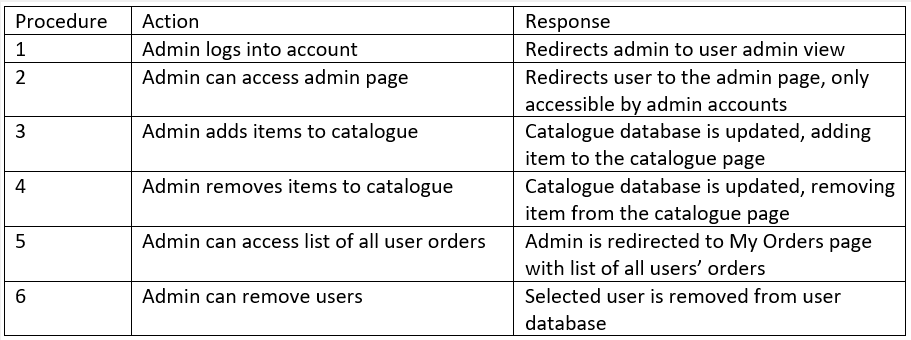 Procedure Action Response
1 Admin logs into account Redirects admin to user admin view
2 Admin can access admin page Redirects user to the admin page, only
accessible by admin accounts
3 Admin adds items to catalogue Catalogue database is updated, adding
item to the catalogue page
4 Admin removes items to catalogue Catalogue database is updated, removing
item from the catalogue page
5 Admin can access list of all user orders Admin is redirected to My Orders page
with list of all users’ orders
6 Admin can remove users Selected user is removed from user
database